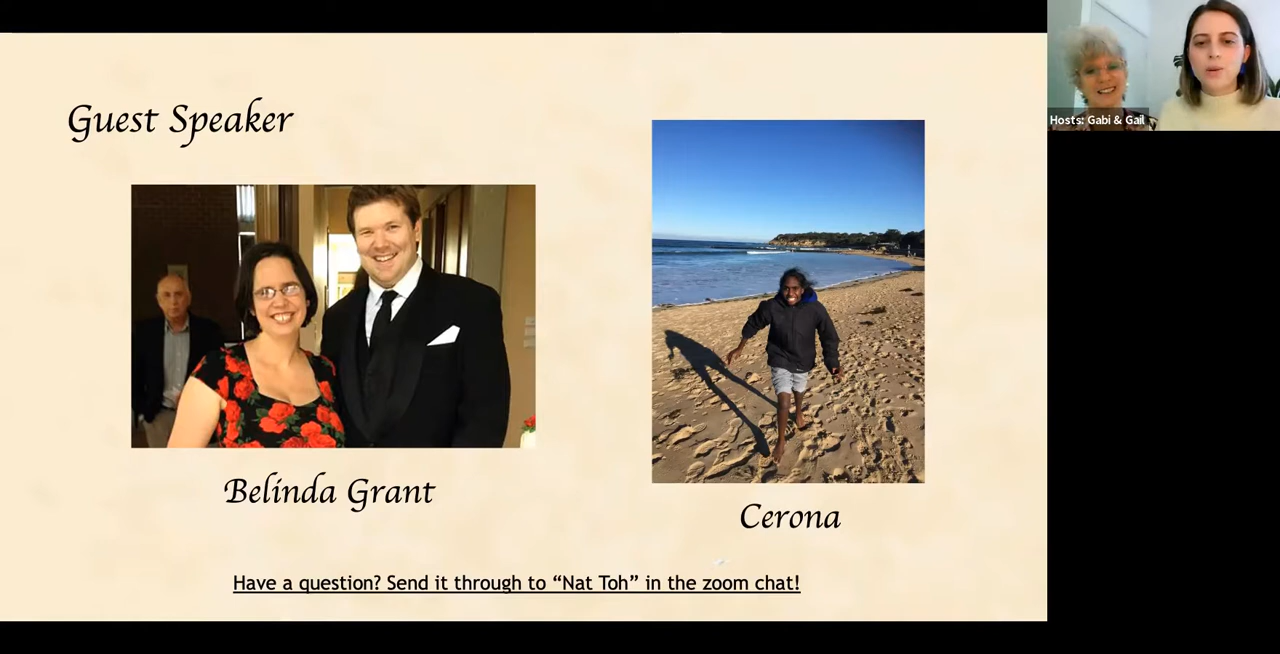 Guest Speaker
Hosts: Gabi & Gail
Belinda Grant
Cerona
Have a question? Send it through to “Nat Toh” in the zoom chat!